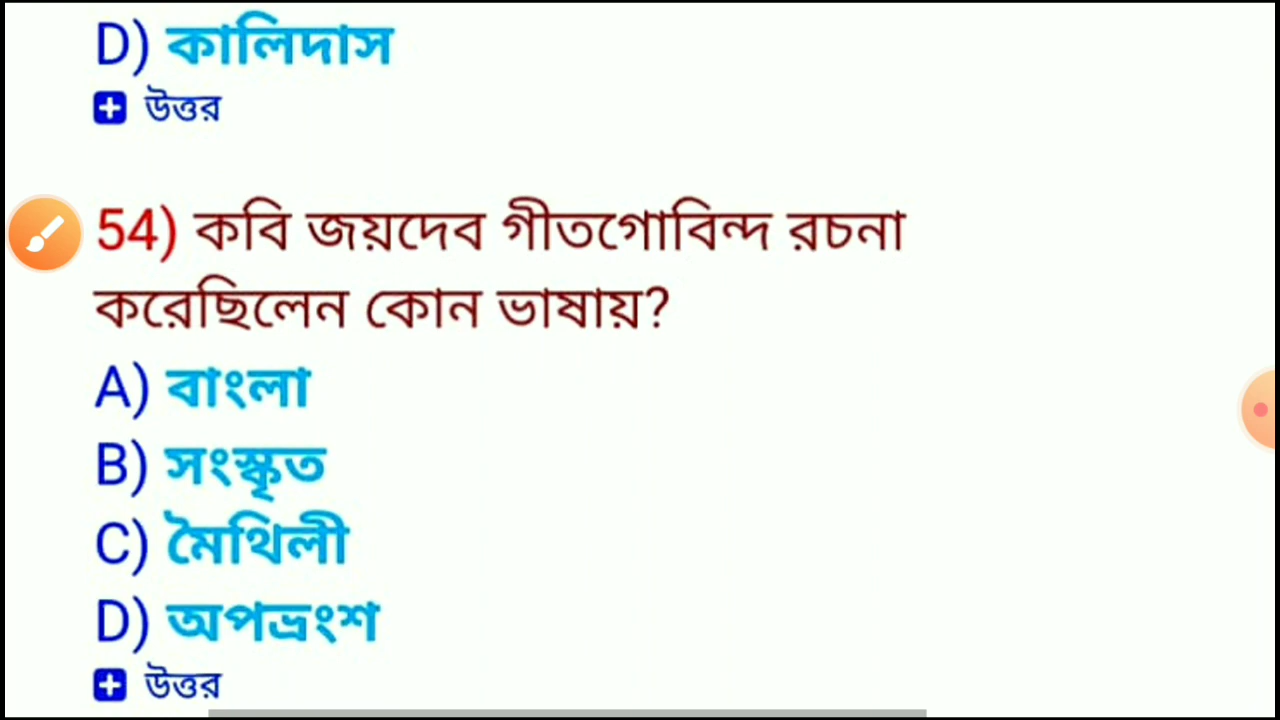 D) কালিদাস
+ উত্তর
54) কবি জয়দেব গীতগোবিন্দ রচনা
করেছিলেন কোন ভাষায়?
A) বাংলা
B) সংস্কৃত
C) মৈথিলী
D) অপভ্রংশ
+ উত্তর